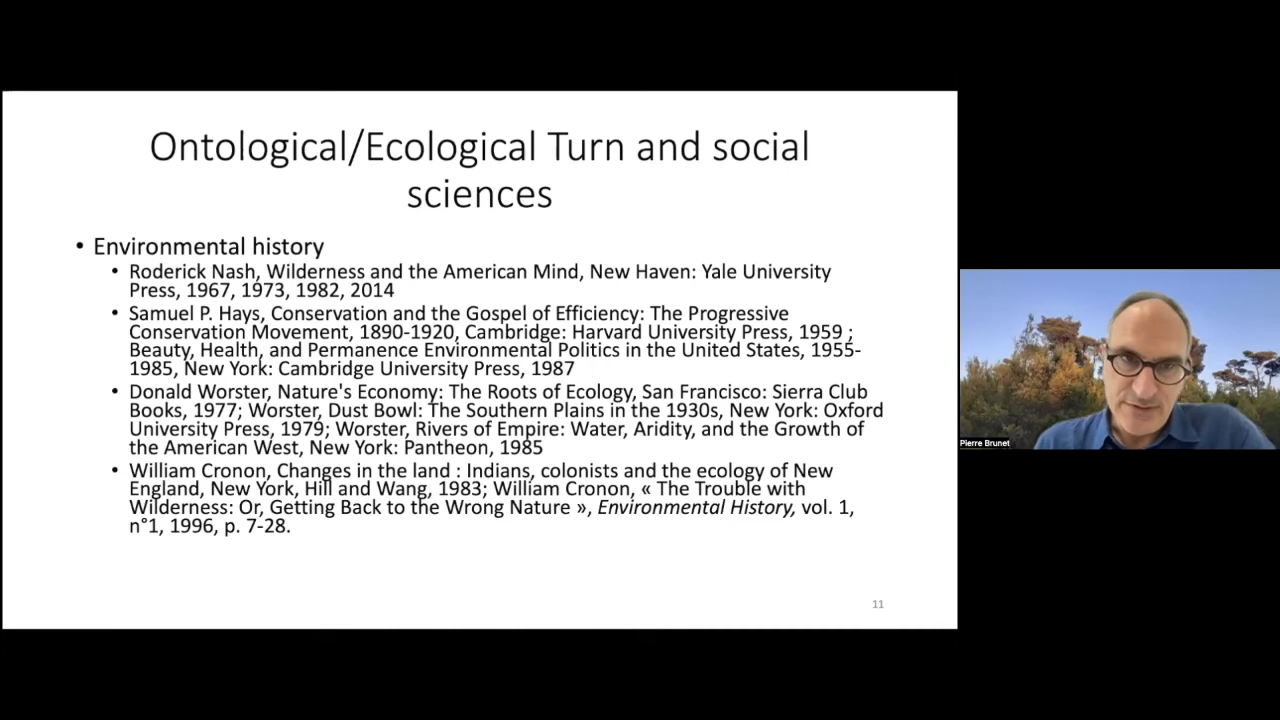 Ontological/Ecological Turn and social
sciences
• Environmental history
• Roderick Nash, Wilderness and the American Mind, New Haven: Yale University
Press, 1967, 1973, 1982, 2014
• Samuel P. Hays, Conservation and the Gospel of Efficiency: The Progressive
Conservation Movement, 1890-1920, Cambridge: Harvard University Press, 1959 ;
Beauty, Health, and Permanence Environmental Politics in the United States, 1955-
1985, New York: Cambridge University Press, 1987
• Donald Worster, Nature's Economy: The Roots of Ecology, San Francisco: Sierra Club
Books, 1977; Worster, Dust Bowl: The Southern Plains in the 1930s, New York: Oxford
University Press, 1979; Worster, Rivers of Empire: Water, Aridity, and the Growth of
the American West, New York: Pantheon, 1985
• William Cronon, Changes in the land : Indians, colonists and the ecology of New
England, New York, Hill and Wang, 1983; William Cronon, « The Trouble with
Wilderness: Or, Getting Back to the Wrong Nature », Environmental History, vol. 1,
n°1, 1996, p. 7-28.
11
Pierre Brunet